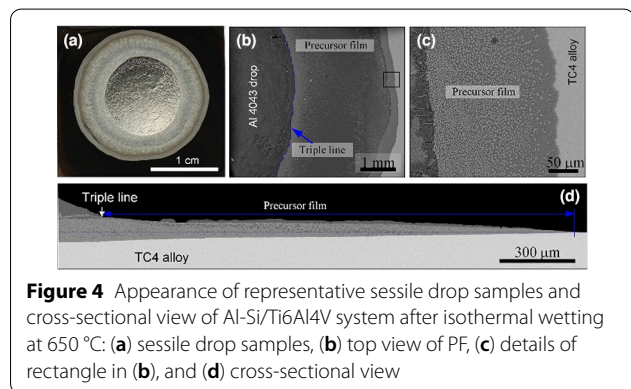 (a)
1 cm
(b)
Precursor film
Al 4043 drop
Triple line
1 mm
(c)
Precursor film
TC4 alloy
50 μm
(d)
Triple line
Precursor film
TC4 alloy
300 μm
Figure 4 Appearance of representative sessile drop samples and
cross-sectional view of Al-Si/Ti6Al4V system after isothermal wetting
at 650 °C: (a) sessile drop samples, (b) top view of PF, (c) details of
rectangle in (b), and (d) cross-sectional view